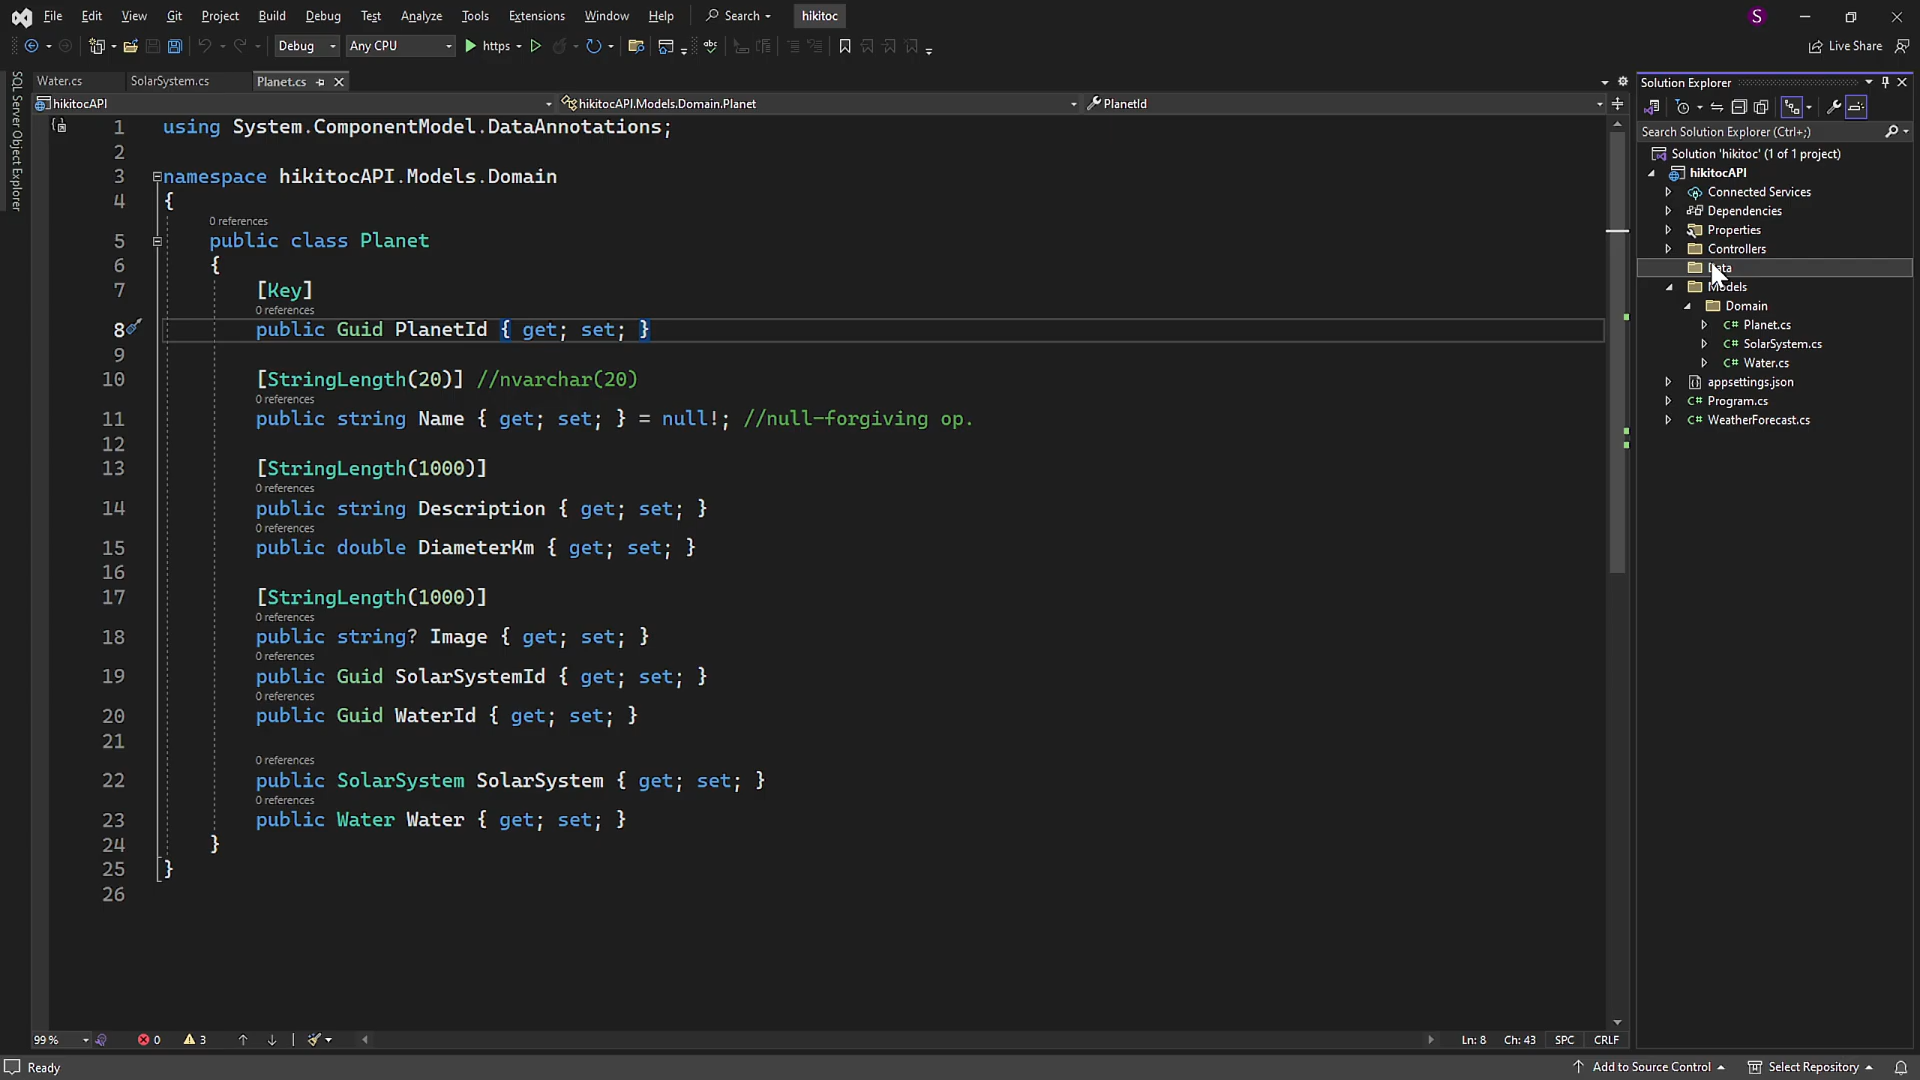 File Edit View Git Project Build Debug Test Analyze Tools Extensions Window Help Search hikitoc S
Debug Any CPU https Live Share
SQL Server Object Explorer
Water.cs SolarSystem.cs Planet.cs
hikitocAPI hikitocAPI.Models.Domain.Planet PlanetId
1 using System.ComponentModel.DataAnnotations;
2
3 namespace hikitocAPI.Models.Domain
4 {
0 references
5 public class Planet
6 {
7 [Key]
0 references
8 public Guid PlanetId { get; set; }
9
10 [StringLength(20)] //nvarchar(20)
0 references
11 public string Name { get; set; } = null!; //null-forgiving op.
12
13 [StringLength(1000)]
0 references
14 public string Description { get; set; }
0 references
15 public double DiameterKm { get; set; }
16
17 [StringLength(1000)]
0 references
18 public string? Image { get; set; }
0 references
19 public Guid SolarSystemId { get; set; }
0 references
20 public Guid WaterId { get; set; }
21
0 references
22 public SolarSystem SolarSystem { get; set; }
0 references
23 public Water Water { get; set; }
24 }
25 }
26
99 % 0 3 Ln: 8 Ch: 43 SPC CRLF
Solution Explorer
Search Solution Explorer (Ctrl+;)
Solution 'hikitoc' (1 of 1 project)
hikitocAPI
Connected Services
Dependencies
Properties
Controllers
Data
Models
Domain
C# Planet.cs
C# SolarSystem.cs
C# Water.cs
appsettings.json
C# Program.cs
C# WeatherForecast.cs
Ready Add to Source Control Select Repository